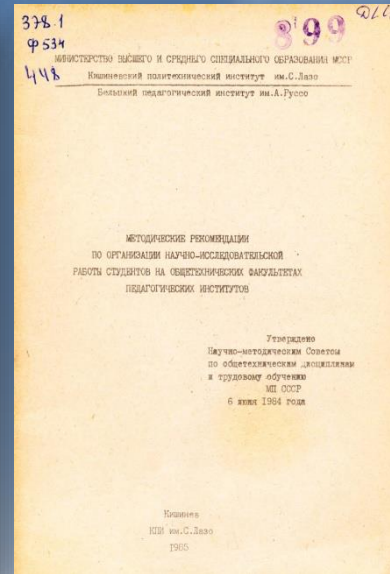 378.1
Ф534
448
899
МИНИСТЕРСТВО ВЫСШЕГО И СРЕДНЕГО СПЕЦИАЛЬНОГО ОБРАЗОВАНИЯ МССР
Кишиневский политехнический институт им.С.Лазо
Бельцкий педагогический институт им.А.Руссо
МЕТОДИЧЕСКИЕ РЕКОМЕНДАЦИИ
ПО ОРГАНИЗАЦИИ НАУЧНО-ИССЛЕДОВАТЕЛЬСКОЙ
РАБОТЫ СТУДЕНТОВ НА ОБЩЕТЕХНИЧЕСКИХ ФАКУЛЬТЕТАХ
ПЕДАГОГИЧЕСКИХ ИНСТИТУТОВ
Утверждено
Научно-методическим Советом
по общетехническим дисциплинам
и трудовому обучению
МП СССР
6 июня 1984 года
Кишинев
КПИ им.С.Лазо
1985